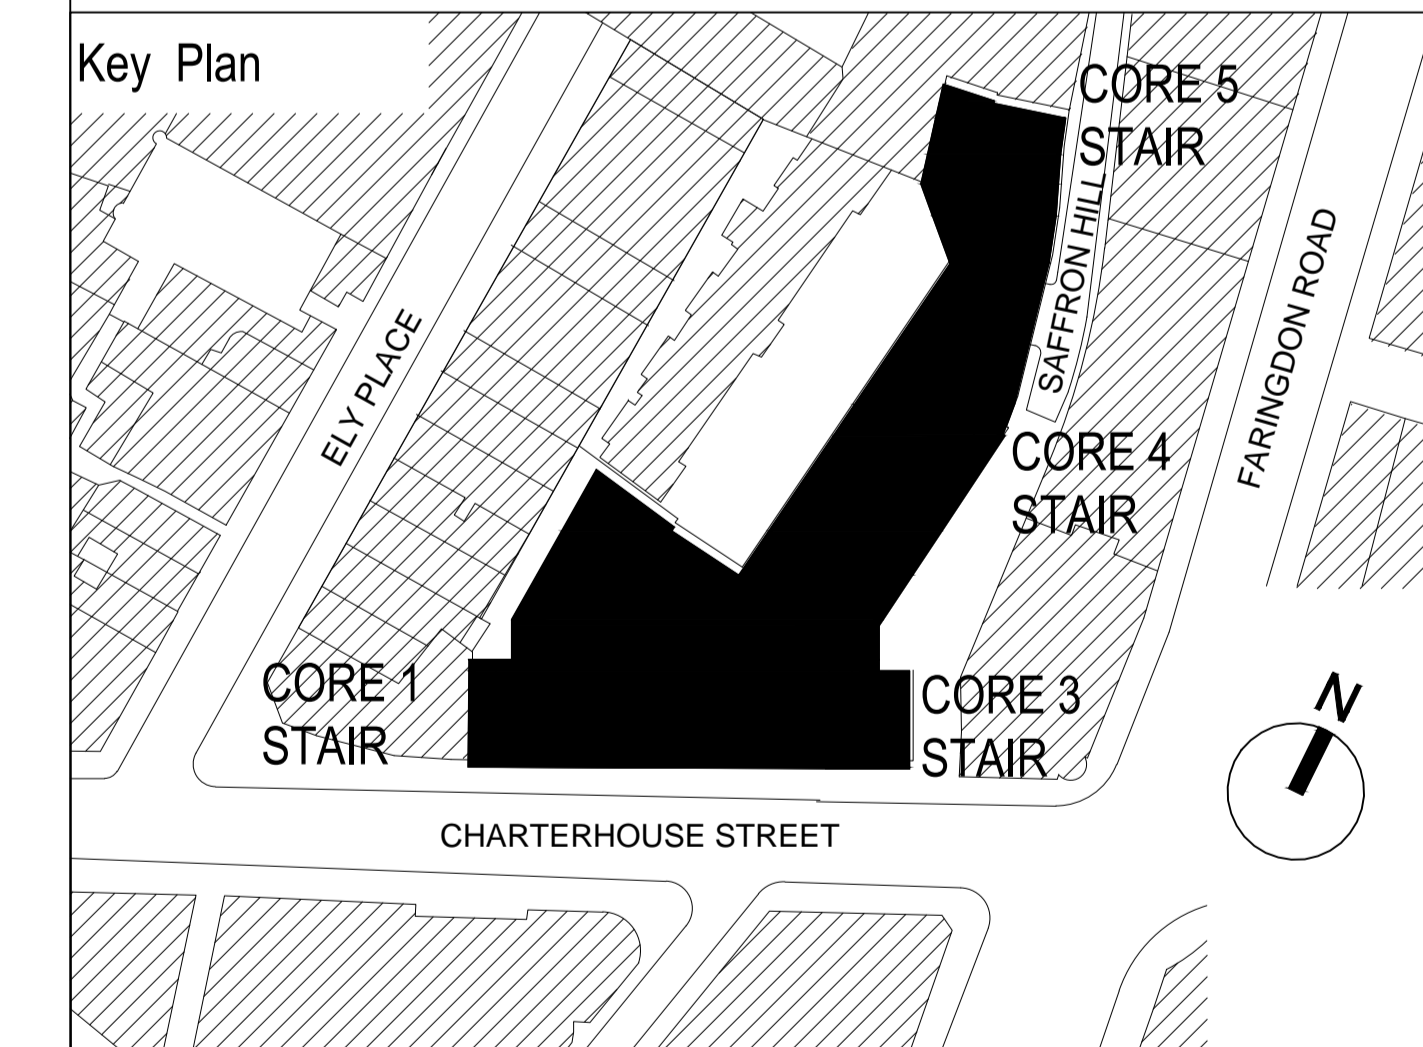 Key Plan
CORE 5
STAIR
SAFFRON HILL
FARINGDON ROAD
ELY PLACE
CORE 4
STAIR
CORE 1
STAIR
CORE 3
STAIR
N
CHARTERHOUSE STREET